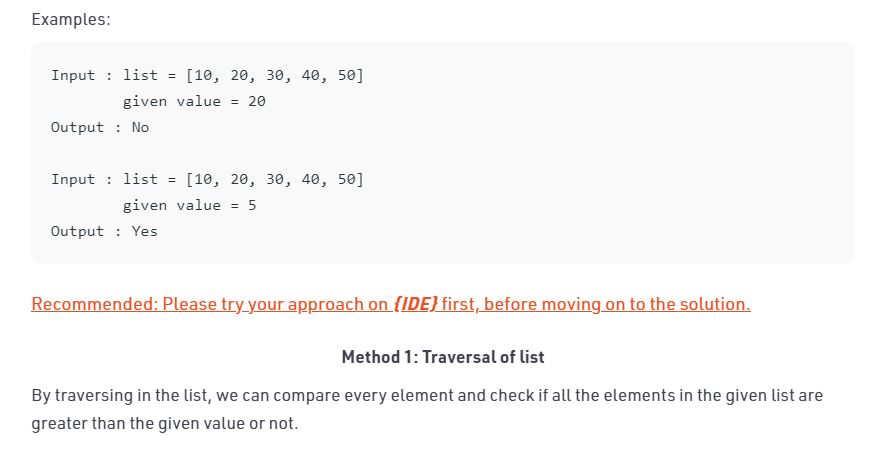 Examples:
Input : list = [10, 20, 30, 40, 50]
given value = 20
Output : No
Input : list = [10, 20, 30, 40, 50]
given value = 5
Output : Yes
Recommended: Please try your approach on {IDE} first, before moving on to the solution.
Method 1: Traversal of list
By traversing in the list, we can compare every element and check if all the elements in the given list are
greater than the given value or not.